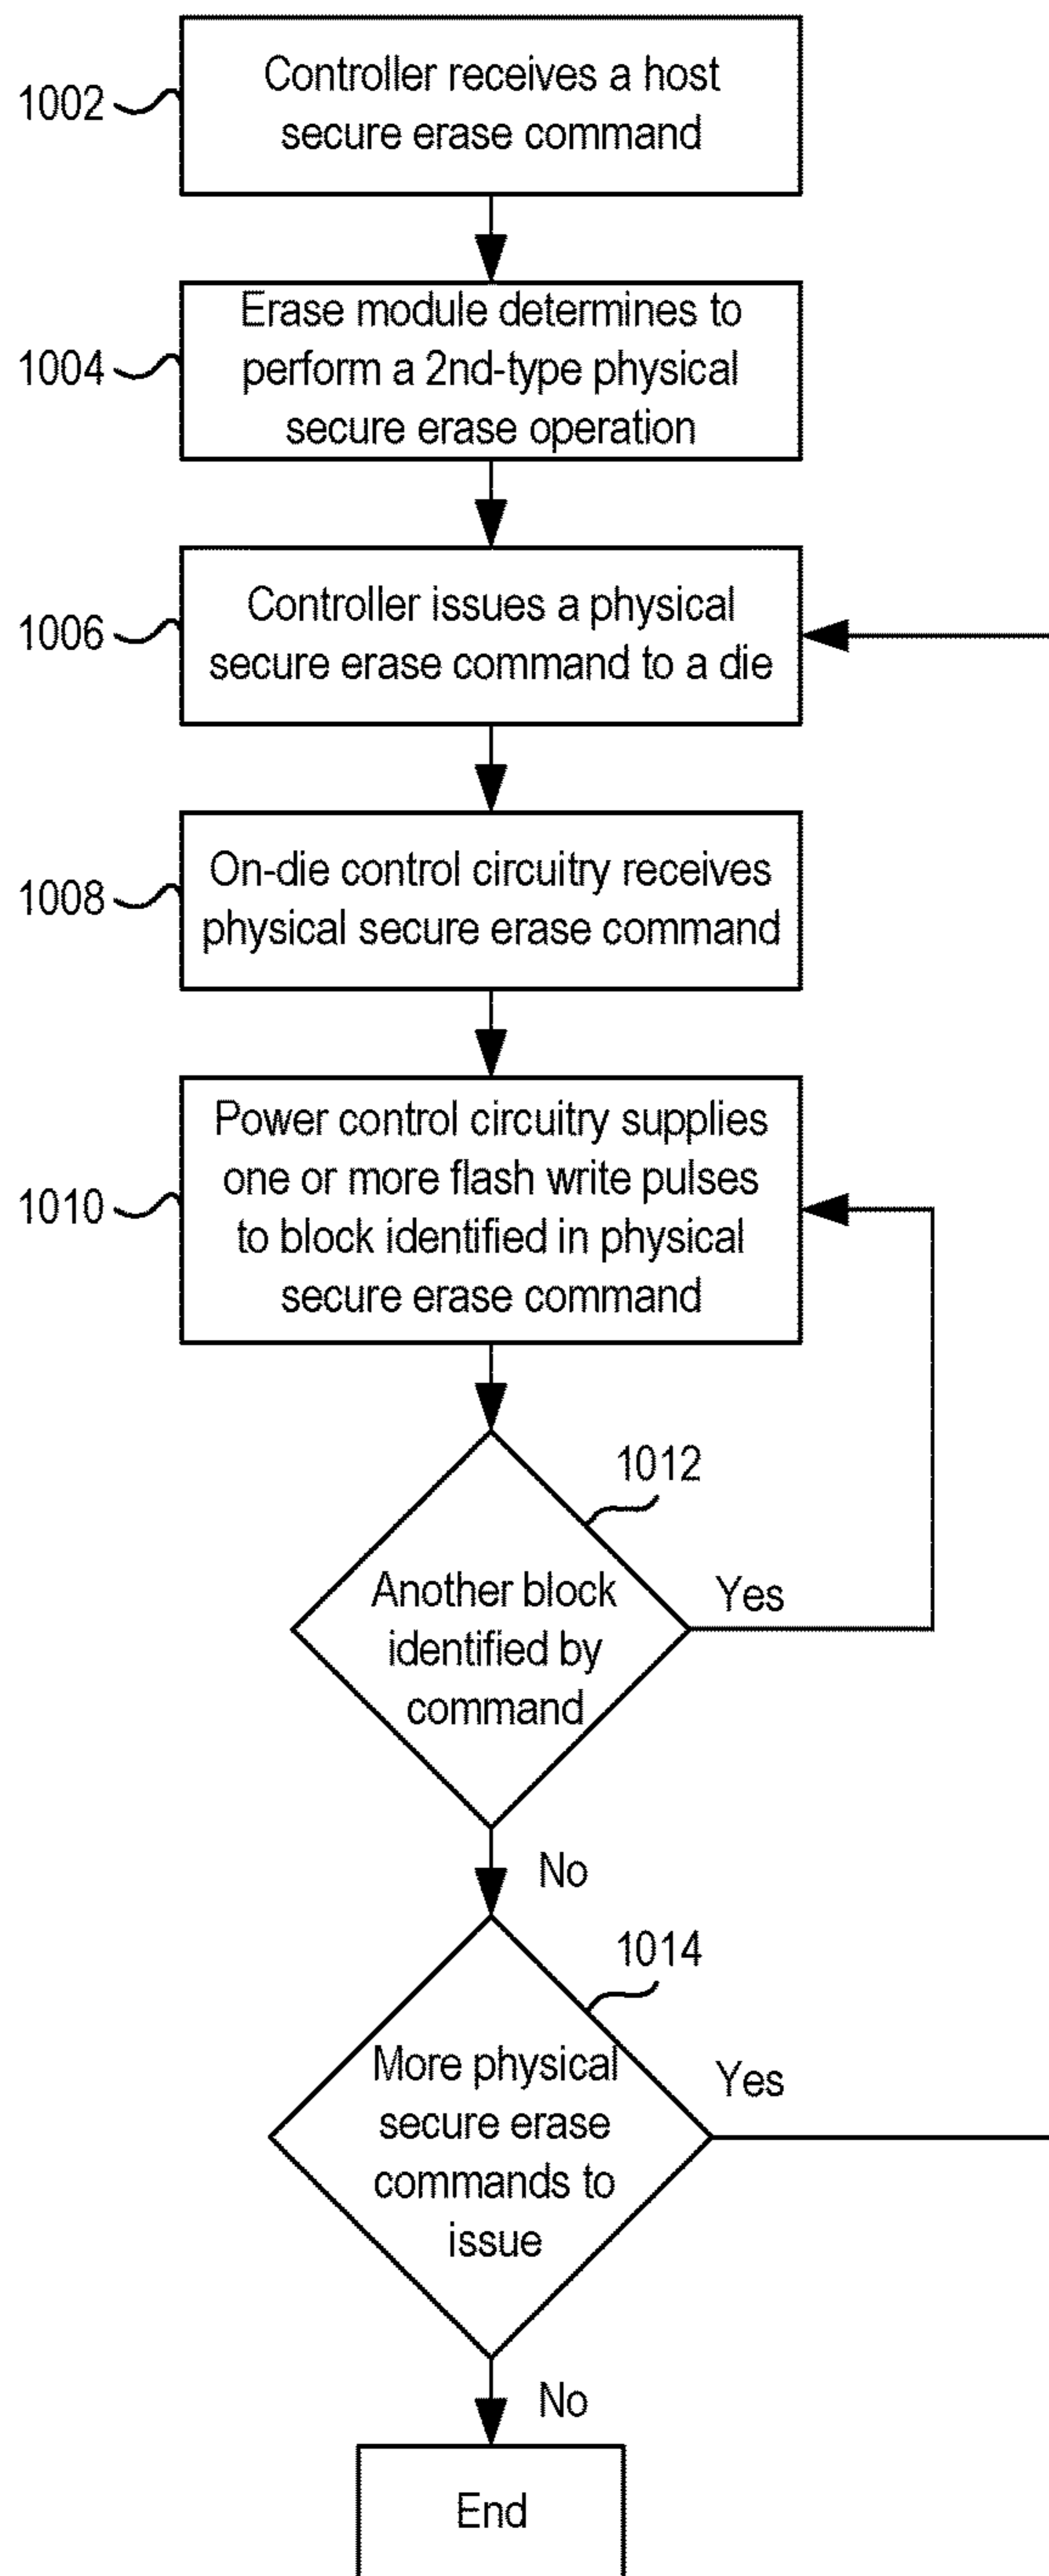 1002
Controller receives a host
secure erase command
1004
Erase module determines to
perform a 2nd-type physical
secure erase operation
1006
Controller issues a physical
secure erase command to a die
1008
On-die control circuitry receives
physical secure erase command
1010
Power control circuitry supplies
one or more flash write pulses
to block identified in physical
secure erase command
1012
Another block
identified by
command
Yes
No
1014
More physical
secure erase
commands to
issue
Yes
No
End